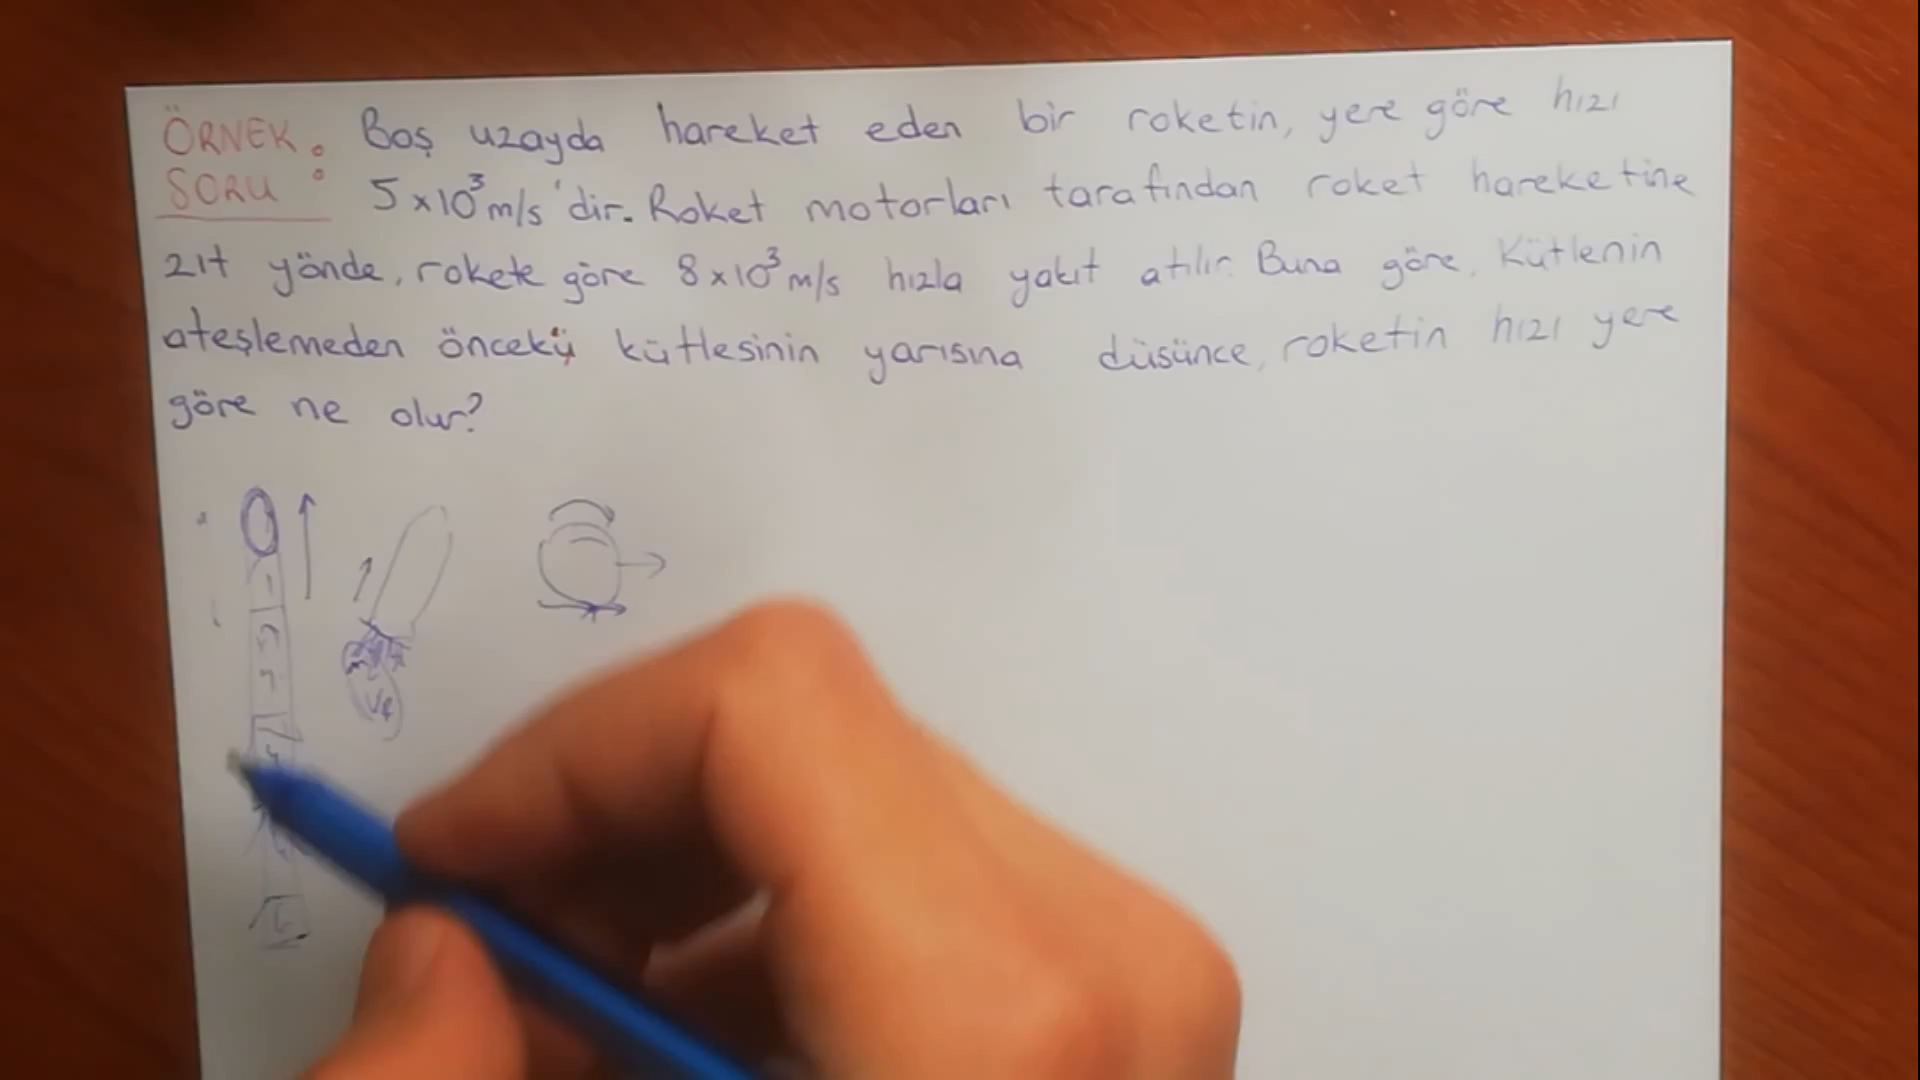 ÖRNEK : Boş uzayda hareket eden bir roketin, yere göre hızı
SORU 5x10³ m/s 'dir. Roket motorları tarafından roket hareketine
zıt yönde, rokete göre 8x10³ m/s hızla yakıt atılır. Buna göre, kütlenin
ateşlemeden önceki kütlesinin yarısına düşünce, roketin hızı yere
göre ne olur?